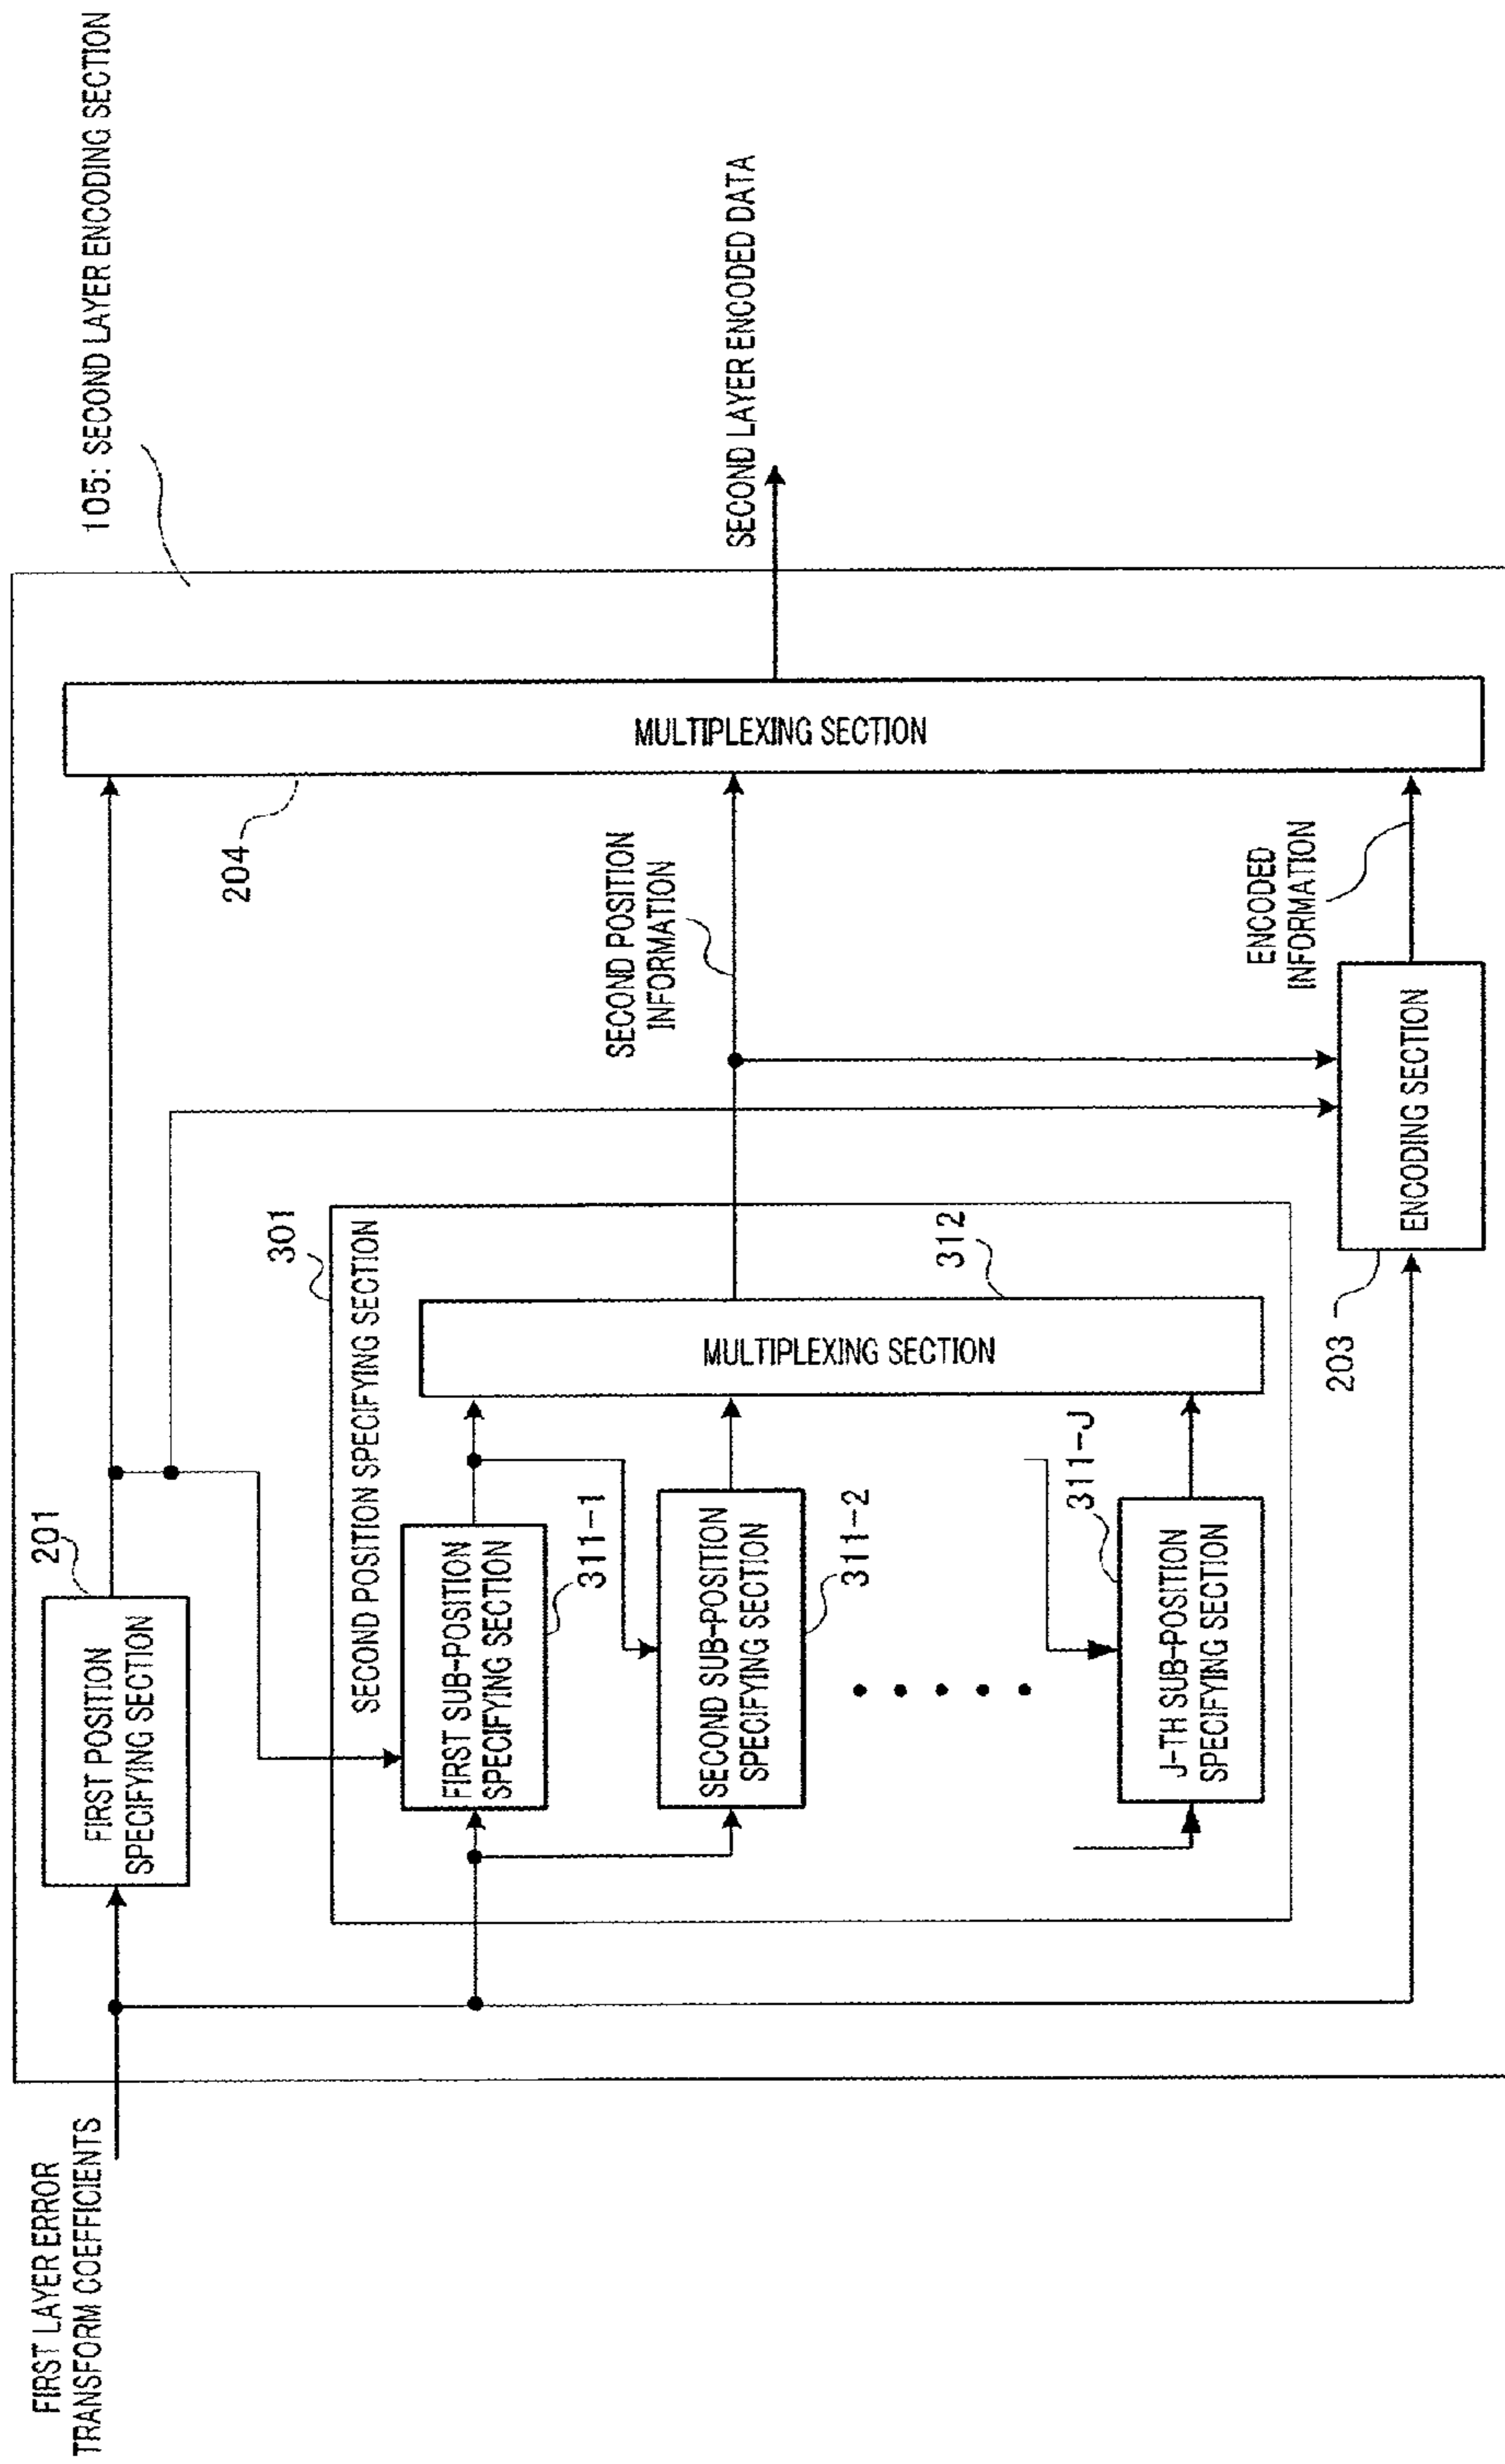 105: SECOND LAYER ENCODING SECTION
FIRST LAYER ERROR
TRANSFORM COEFFICIENTS
FIRST POSITION
SPECIFYING SECTION
201
204
MULTIPLEXING SECTION
301
SECOND POSITION SPECIFYING SECTION
FIRST SUB-POSITION
SPECIFYING SECTION
311-1
SECOND SUB-POSITION
SPECIFYING SECTION
311-2
J-TH SUB-POSITION
SPECIFYING SECTION
311-J
MULTIPLEXING SECTION
312
SECOND POSITION
INFORMATION
SECOND LAYER ENCODED DATA
ENCODING SECTION
203
ENCODED
INFORMATION